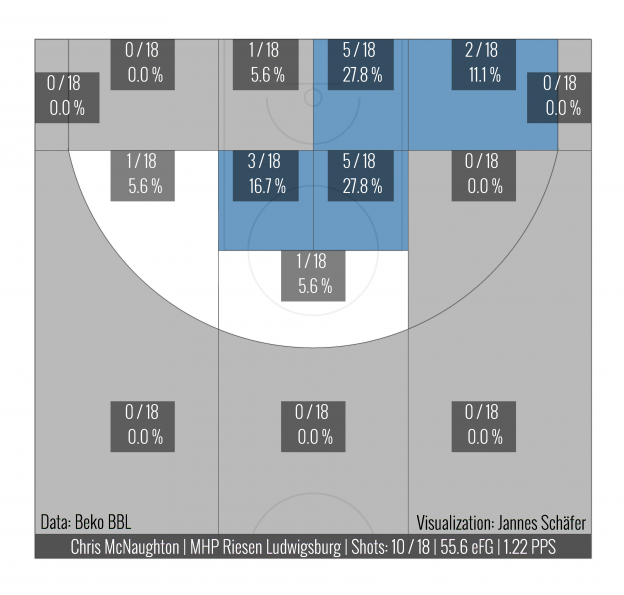 0 / 18
0.0 %
1 / 18
5.6 %
5 / 18
27.8 %
2 / 18
11.1 %
0 / 18
0.0 %
0 / 18
0.0 %
1 / 18
5.6 %
3 / 18
16.7 %
5 / 18
27.8 %
0 / 18
0.0 %
1 / 18
5.6 %
0 / 18
0.0 %
0 / 18
0.0 %
0 / 18
0.0 %
Data: Beko BBL
Visualization: Jannes Schäfer
Chris McNaughton | MHP Riesen Ludwigsburg | Shots: 10 / 18 | 55.6 eFG | 1.22 PPS